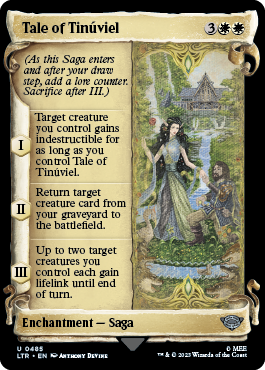 Tale of Tinúviel 3
(As this Saga enters
and after your draw
step, add a lore counter.
Sacrifice after III.)
I
Target creature
you control gains
indestructible for
as long as you
control Tale of
Tinúviel.
II
Return target
creature card from
your graveyard to
the battlefield.
III
Up to two target
creatures you
control each gain
lifelink until end
of turn.
Enchantment — Saga
U 0485
LTR • EN Anthony Devine
© MEE
™ & © 2023 Wizards of the Coast